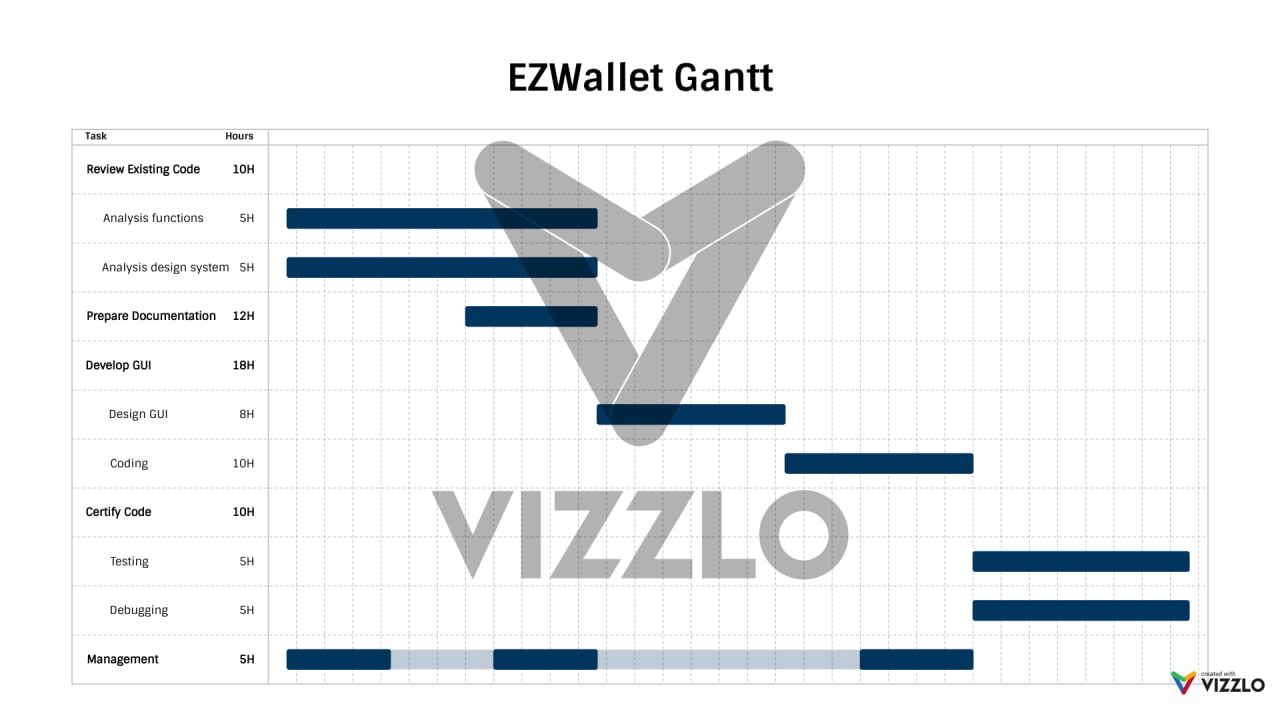 EZWallet Gantt
Task Hours
Review Existing Code 10H
Analysis functions 5H
Analysis design system 5H
Prepare Documentation 12H
Develop GUI 18H
Design GUI 8H
Coding 10H
Certify Code 10H
VIZZLO
Testing 5H
Debugging 5H
Management 5H
created with
VIZZLO